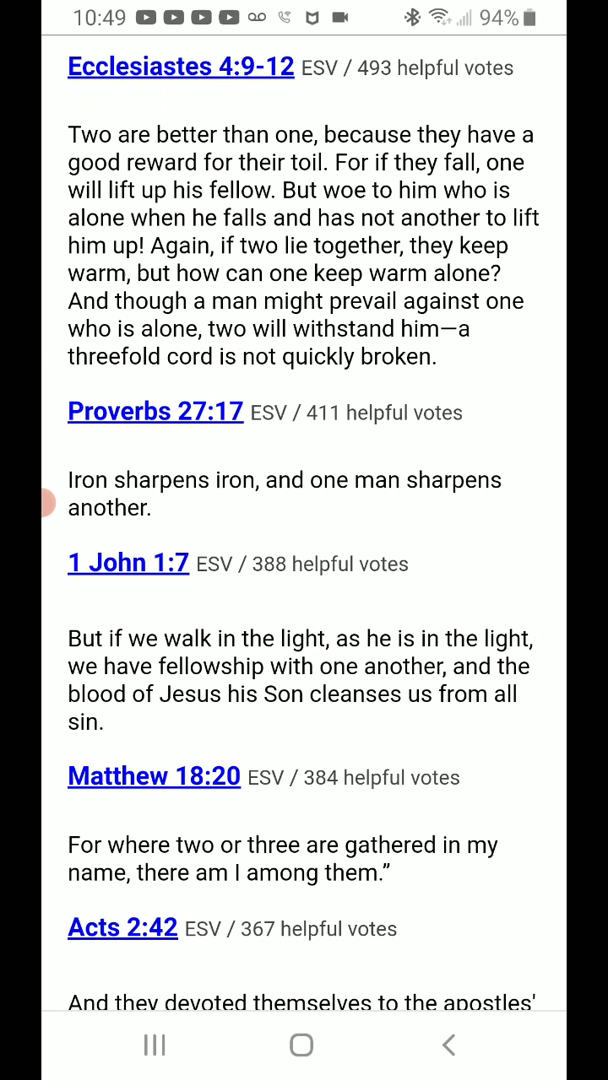 10:49 94%
Ecclesiastes 4:9-12 ESV / 493 helpful votes
Two are better than one, because they have a
good reward for their toil. For if they fall, one
will lift up his fellow. But woe to him who is
alone when he falls and has not another to lift
him up! Again, if two lie together, they keep
warm, but how can one keep warm alone?
And though a man might prevail against one
who is alone, two will withstand him—a
threefold cord is not quickly broken.
Proverbs 27:17 ESV / 411 helpful votes
Iron sharpens iron, and one man sharpens
another.
1 John 1:7 ESV / 388 helpful votes
But if we walk in the light, as he is in the light,
we have fellowship with one another, and the
blood of Jesus his Son cleanses us from all
sin.
Matthew 18:20 ESV / 384 helpful votes
For where two or three are gathered in my
name, there am I among them.”
Acts 2:42 ESV / 367 helpful votes
And they devoted themselves to the apostles'